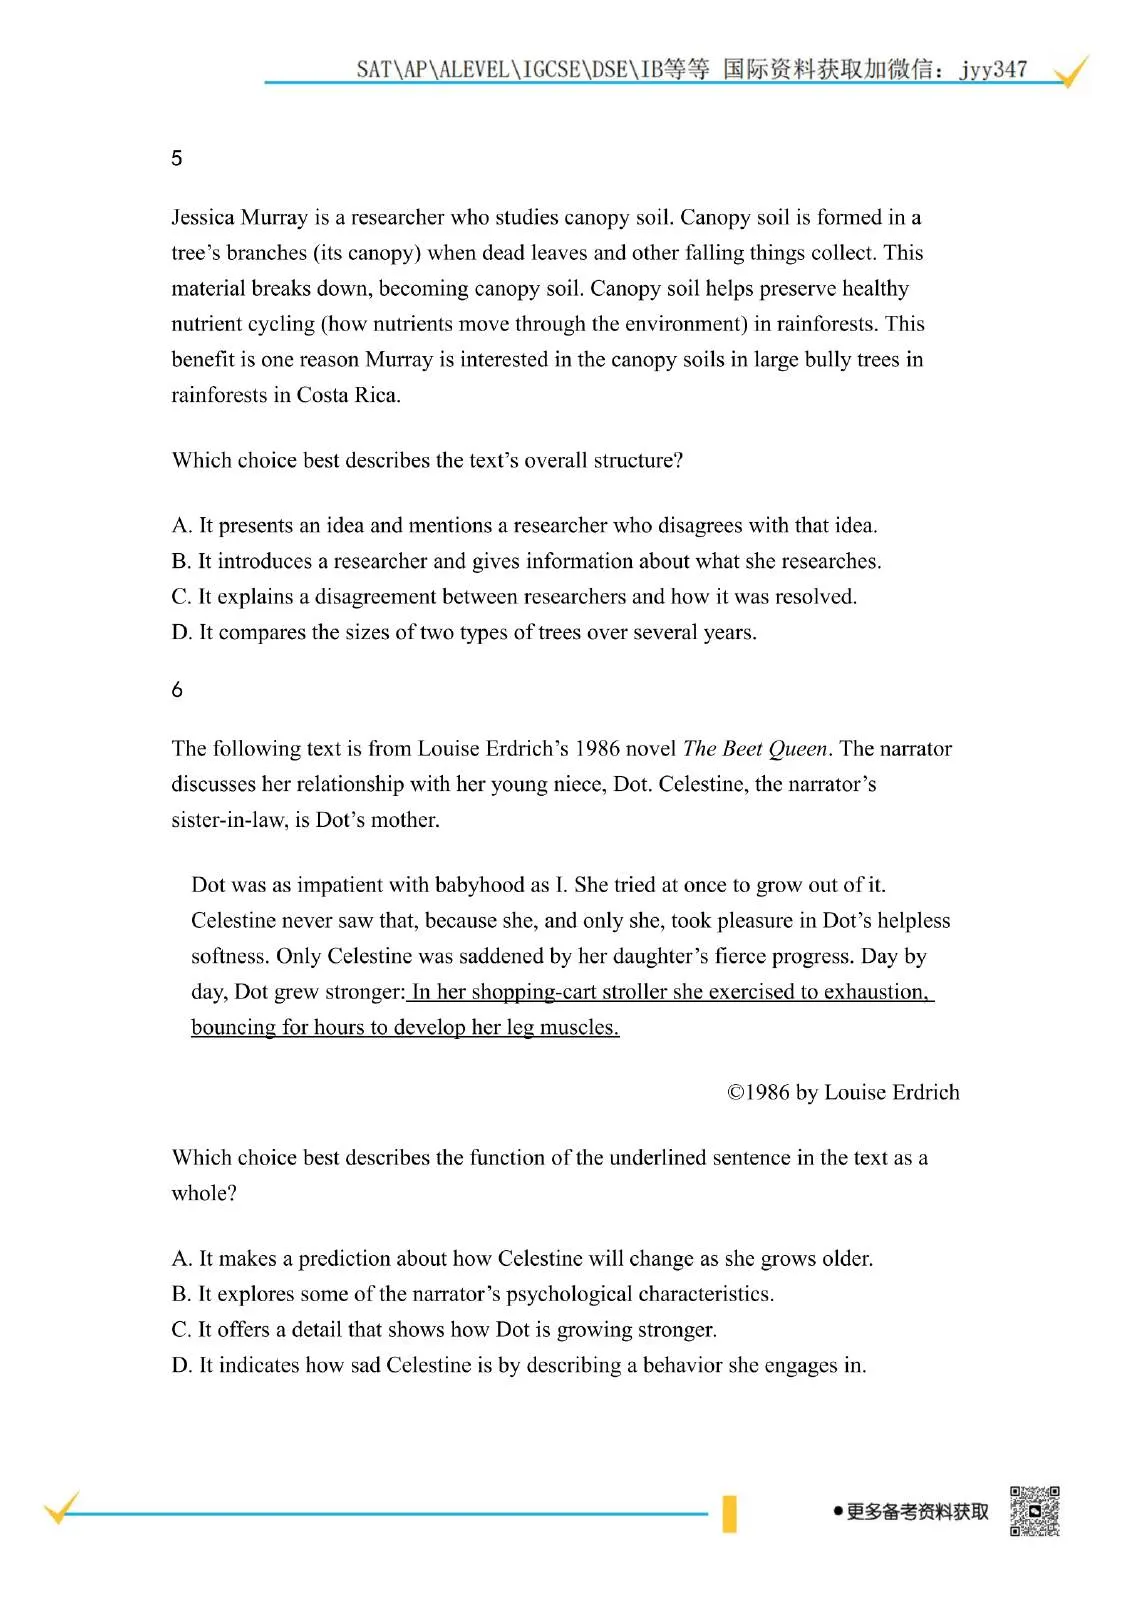 SAT\AP\ALEVEL\IGCSE\DSE\IB等等 国际资料获取加微信：jyy347
5
Jessica Murray is a researcher who studies canopy soil. Canopy soil is formed in a
tree’s branches (its canopy) when dead leaves and other falling things collect. This
material breaks down, becoming canopy soil. Canopy soil helps preserve healthy
nutrient cycling (how nutrients move through the environment) in rainforests. This
benefit is one reason Murray is interested in the canopy soils in large bully trees in
rainforests in Costa Rica.
Which choice best describes the text’s overall structure?
A. It presents an idea and mentions a researcher who disagrees with that idea.
B. It introduces a researcher and gives information about what she researches.
C. It explains a disagreement between researchers and how it was resolved.
D. It compares the sizes of two types of trees over several years.
6
The following text is from Louise Erdrich’s 1986 novel The Beet Queen. The narrator
discusses her relationship with her young niece, Dot. Celestine, the narrator’s
sister-in-law, is Dot’s mother.
Dot was as impatient with babyhood as I. She tried at once to grow out of it.
Celestine never saw that, because she, and only she, took pleasure in Dot’s helpless
softness. Only Celestine was saddened by her daughter’s fierce progress. Day by
day, Dot grew stronger: In her shopping-cart stroller she exercised to exhaustion,
bouncing for hours to develop her leg muscles.
©1986 by Louise Erdrich
Which choice best describes the function of the underlined sentence in the text as a
whole?
A. It makes a prediction about how Celestine will change as she grows older.
B. It explores some of the narrator’s psychological characteristics.
C. It offers a detail that shows how Dot is growing stronger.
D. It indicates how sad Celestine is by describing a behavior she engages in.
●更多备考资料获取